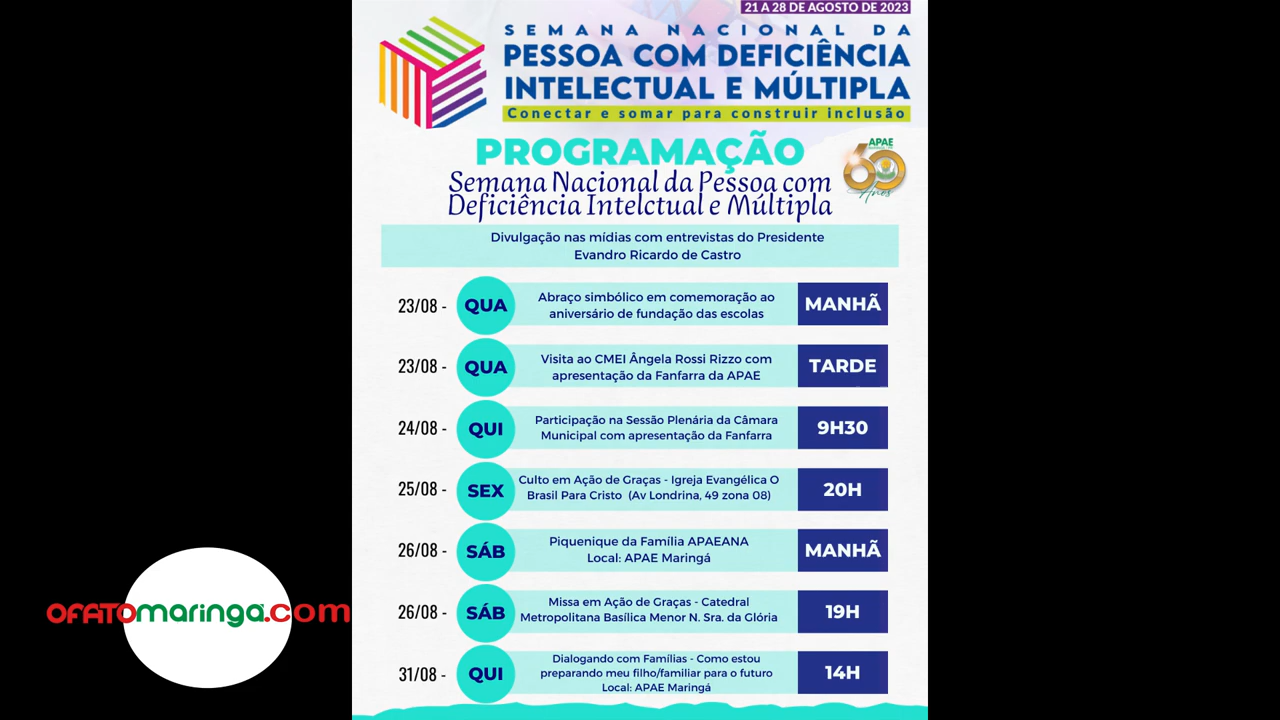 21 A 28 DE AGOSTO DE 2023
SEMANA NACIONAL DA
PESSOA COM DEFICIÊNCIA
INTELECTUAL E MÚLTIPLA
Conectar e somar para construir inclusão
PROGRAMAÇÃO
APAE
60
Anos
Semana Nacional da Pessoa com
Deficiência Intelctual e Múltipla
Divulgação nas mídias com entrevistas do Presidente
Evandro Ricardo de Castro
23/08 - QUA Abraço simbólico em comemoração ao
aniversário de fundação das escolas MANHÃ
23/08 - QUA Visita ao CMEI Ângela Rossi Rizzo com
apresentação da Fanfarra da APAE TARDE
24/08 - QUI Participação na Sessão Plenária da Câmara
Municipal com apresentação da Fanfarra 9H30
25/08 - SEX Culto em Ação de Graças - Igreja Evangélica O
Brasil Para Cristo (Av Londrina, 49 zona 08) 20H
26/08 - SÁB Piquenique da Família APAEANA
Local: APAE Maringá MANHÃ
26/08 - SÁB Missa em Ação de Graças - Catedral
Metropolitana Basílica Menor N. Sra. da Glória 19H
31/08 - QUI Dialogando com Famílias - Como estou
preparando meu filho/familiar para o futuro
Local: APAE Maringá 14H
OFATOmaringá.com